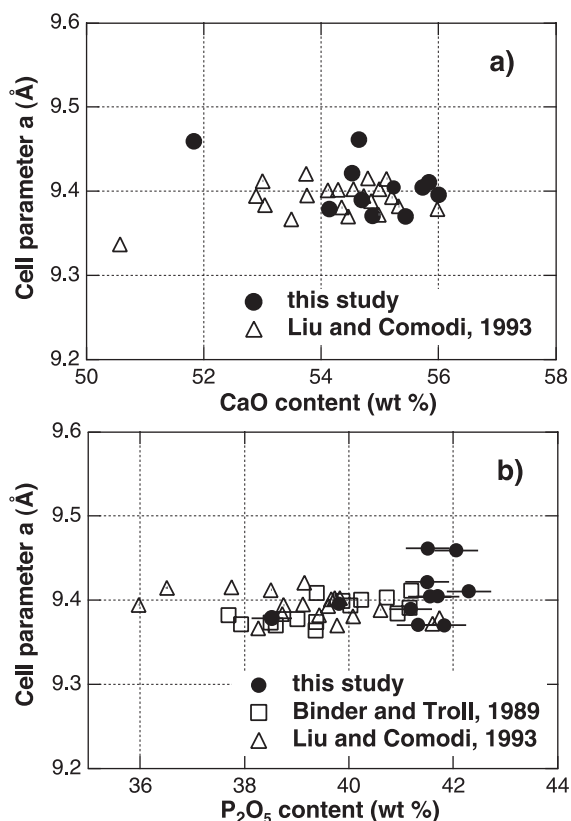 9.6
a)
9.5
9.4
9.3
9.2
Cell parameter a (Å)
this study
Liu and Comodi, 1993
50 52 54 56 58
CaO content (wt %)
9.6
b)
9.5
9.4
9.3
9.2
Cell parameter a (Å)
this study
Binder and Troll, 1989
Liu and Comodi, 1993
36 38 40 42 44
P₂O₅ content (wt %)